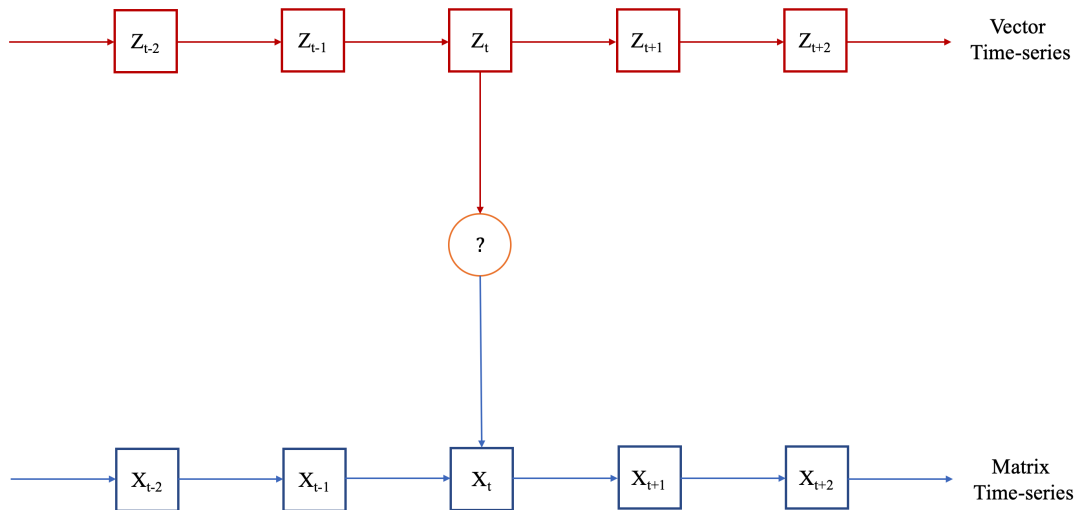 Z_{t-2} Z_{t-1} Z_t Z_{t+1} Z_{t+2} Vector
Time-series
?
X_{t-2} X_{t-1} X_t X_{t+1} X_{t+2} Matrix
Time-series